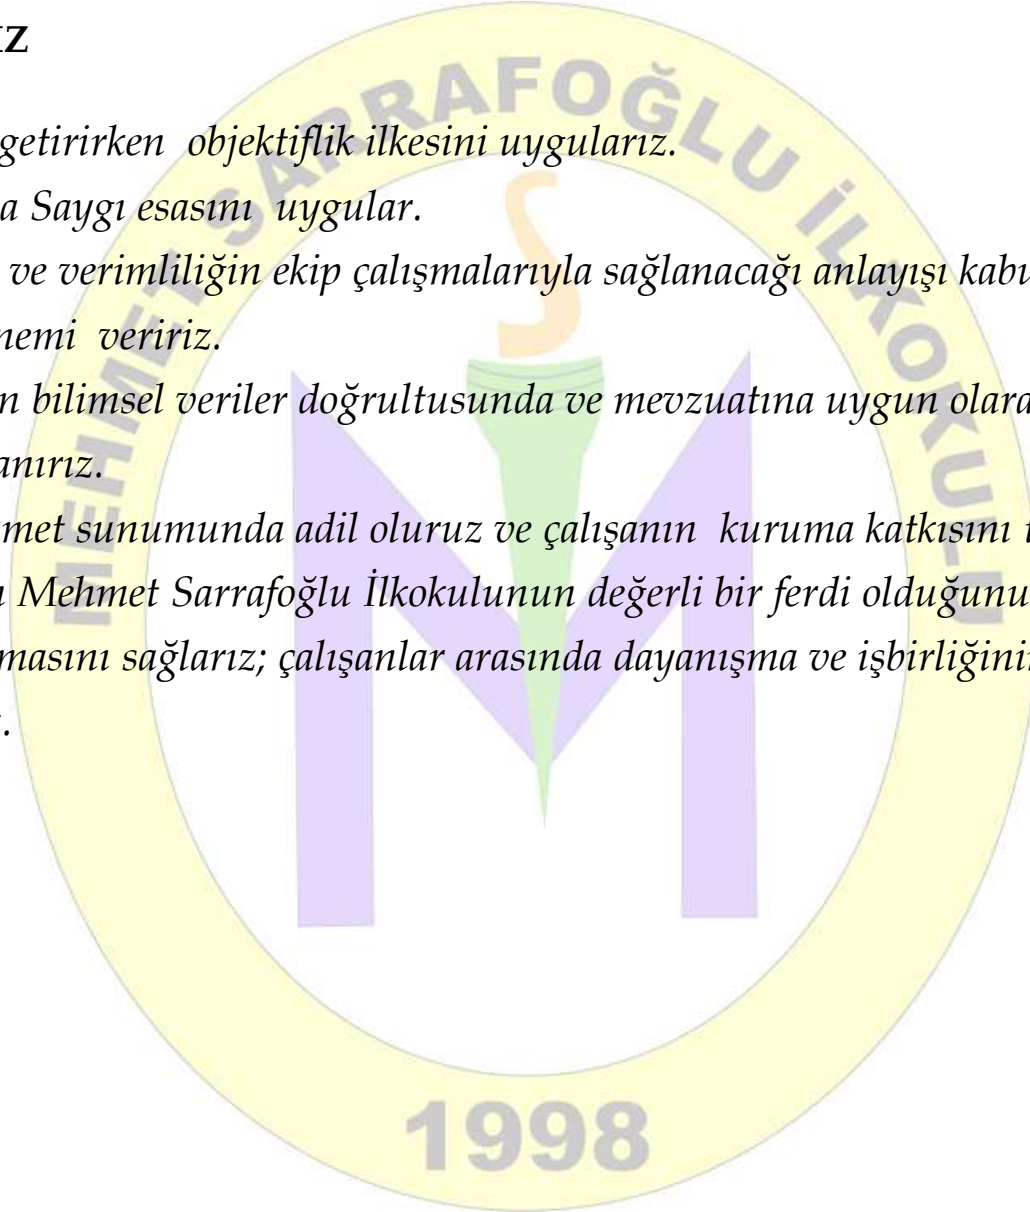 IZ
getirirken objektiflik ilkesini uygularız.
a Saygı esasını uygular.
ve verimliliğin ekip çalışmalarıyla sağlanacağı anlayışı kabu
nemi veririz.
n bilimsel veriler doğrultusunda ve mevzuatına uygun olara
anırız.
met sunumunda adil oluruz ve çalışanın kuruma katkısını
Mehmet Sarrafoğlu İlkokulunun değerli bir ferdi olduğunu
masını sağlarız; çalışanlar arasında dayanışma ve işbirliğinin
MEHMET SARRAFOĞLU İLKOKULU
1998